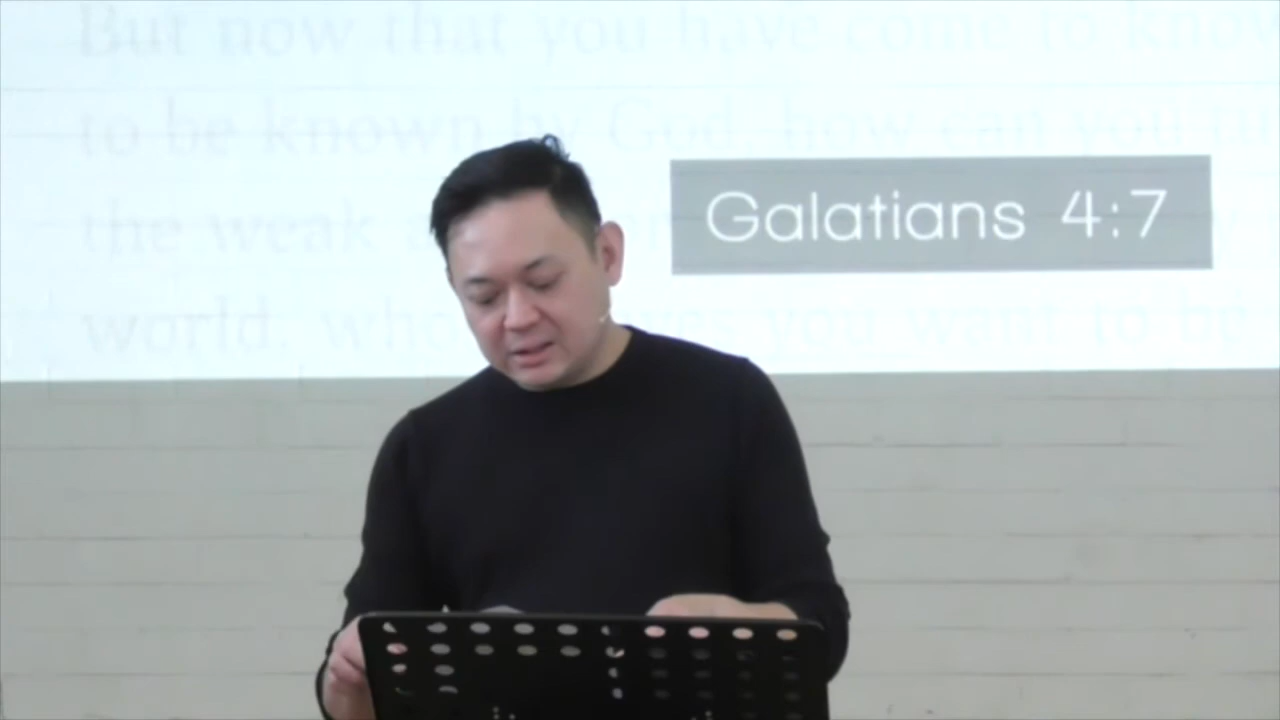 But now that you have come to know
to be known by God, how can you
the weak
Galatians 4:7
world, you want to be